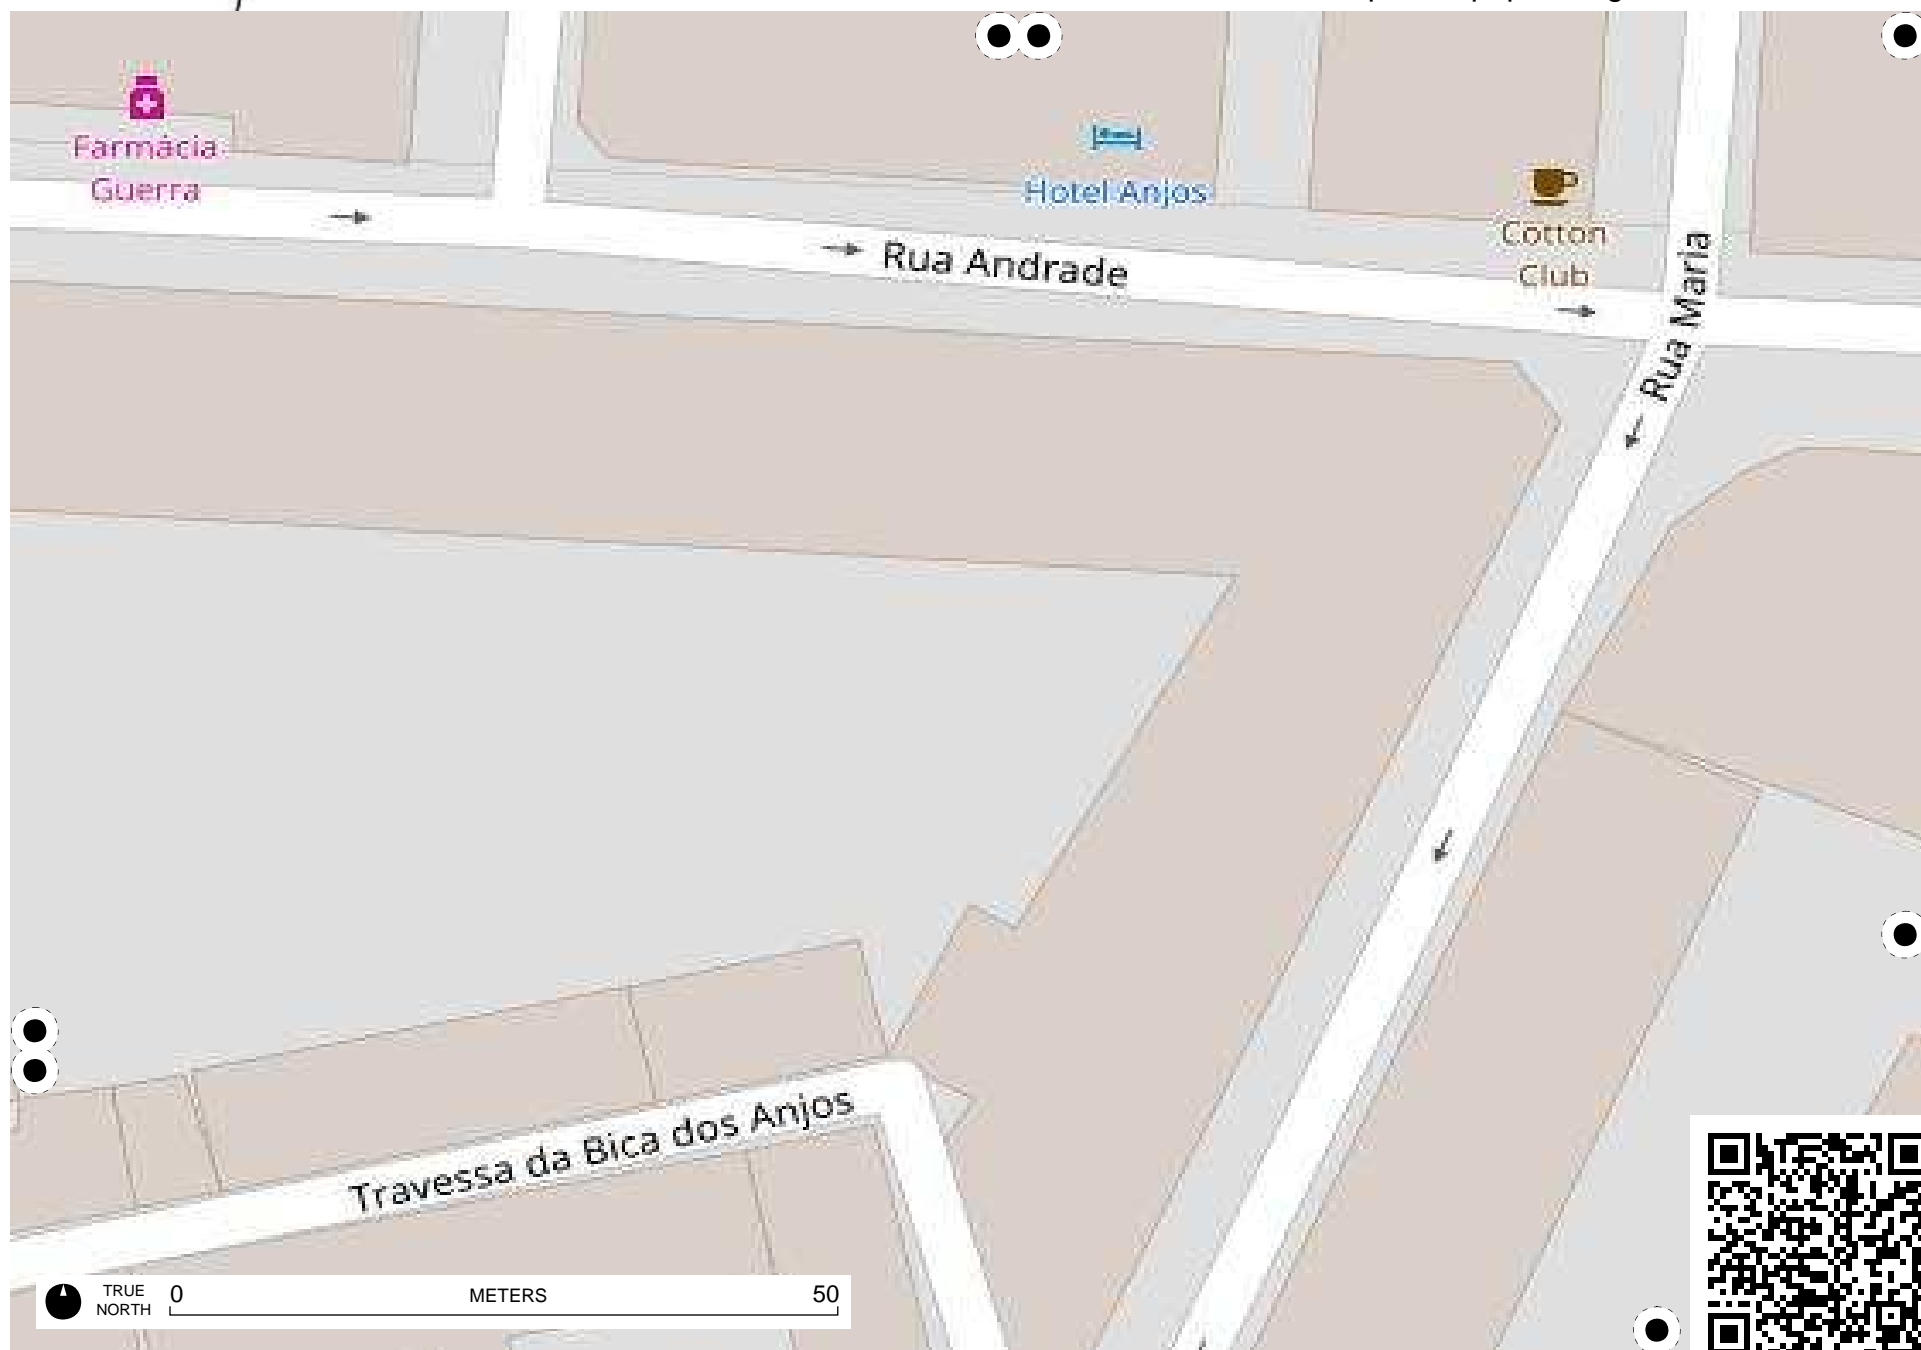 Farmácia
Guerra
Hotel Anjos
Cotton
Club
Rua Andrade
Rua Maria
Travessa da Bica dos Anjos
TRUE
NORTH
0 METERS 50